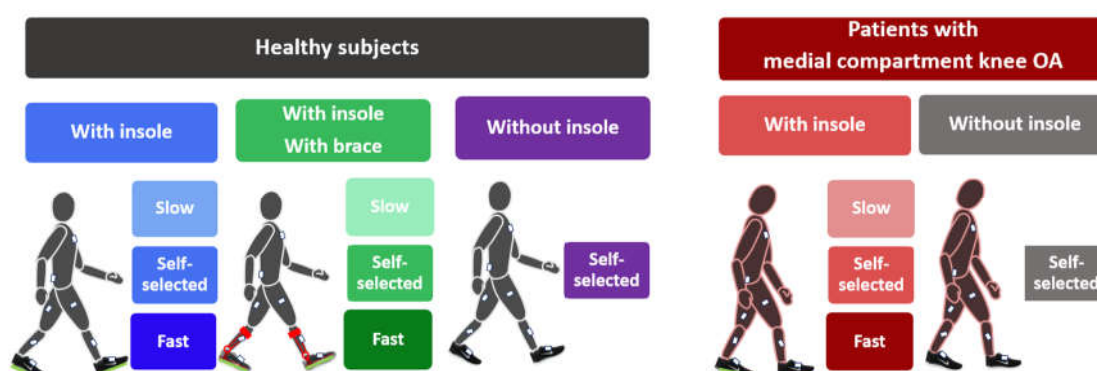 Healthy subjects
Patients with
medial compartment knee OA
With insole
With insole
With brace
Without insole
With insole
Without insole
Slow
Slow
Slow
Self-
selected
Self-
selected
Self-
selected
Self-
selected
Self-
selected
Fast
Fast
Fast